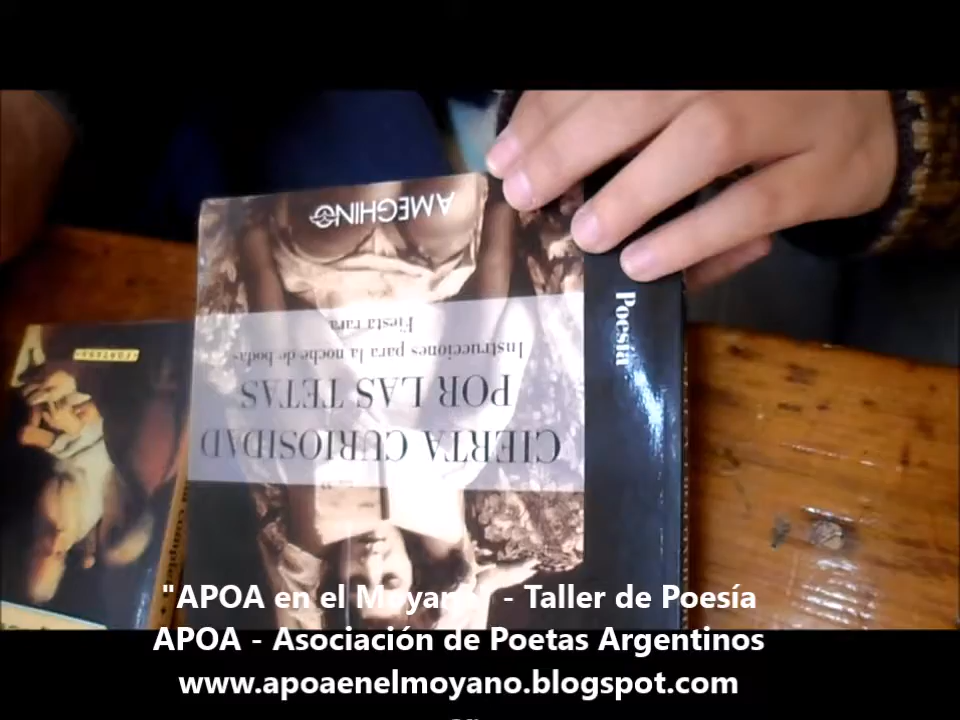 CIERTA CURIOSIDAD
POR LAS TETAS
Instrucciones para la noche de bodas
Fiesta rara
AMEGHINO
Poesía
"APOA en el Moyano" - Taller de Poesía
APOA - Asociación de Poetas Argentinos
www.apoaenelmoyano.blogspot.com